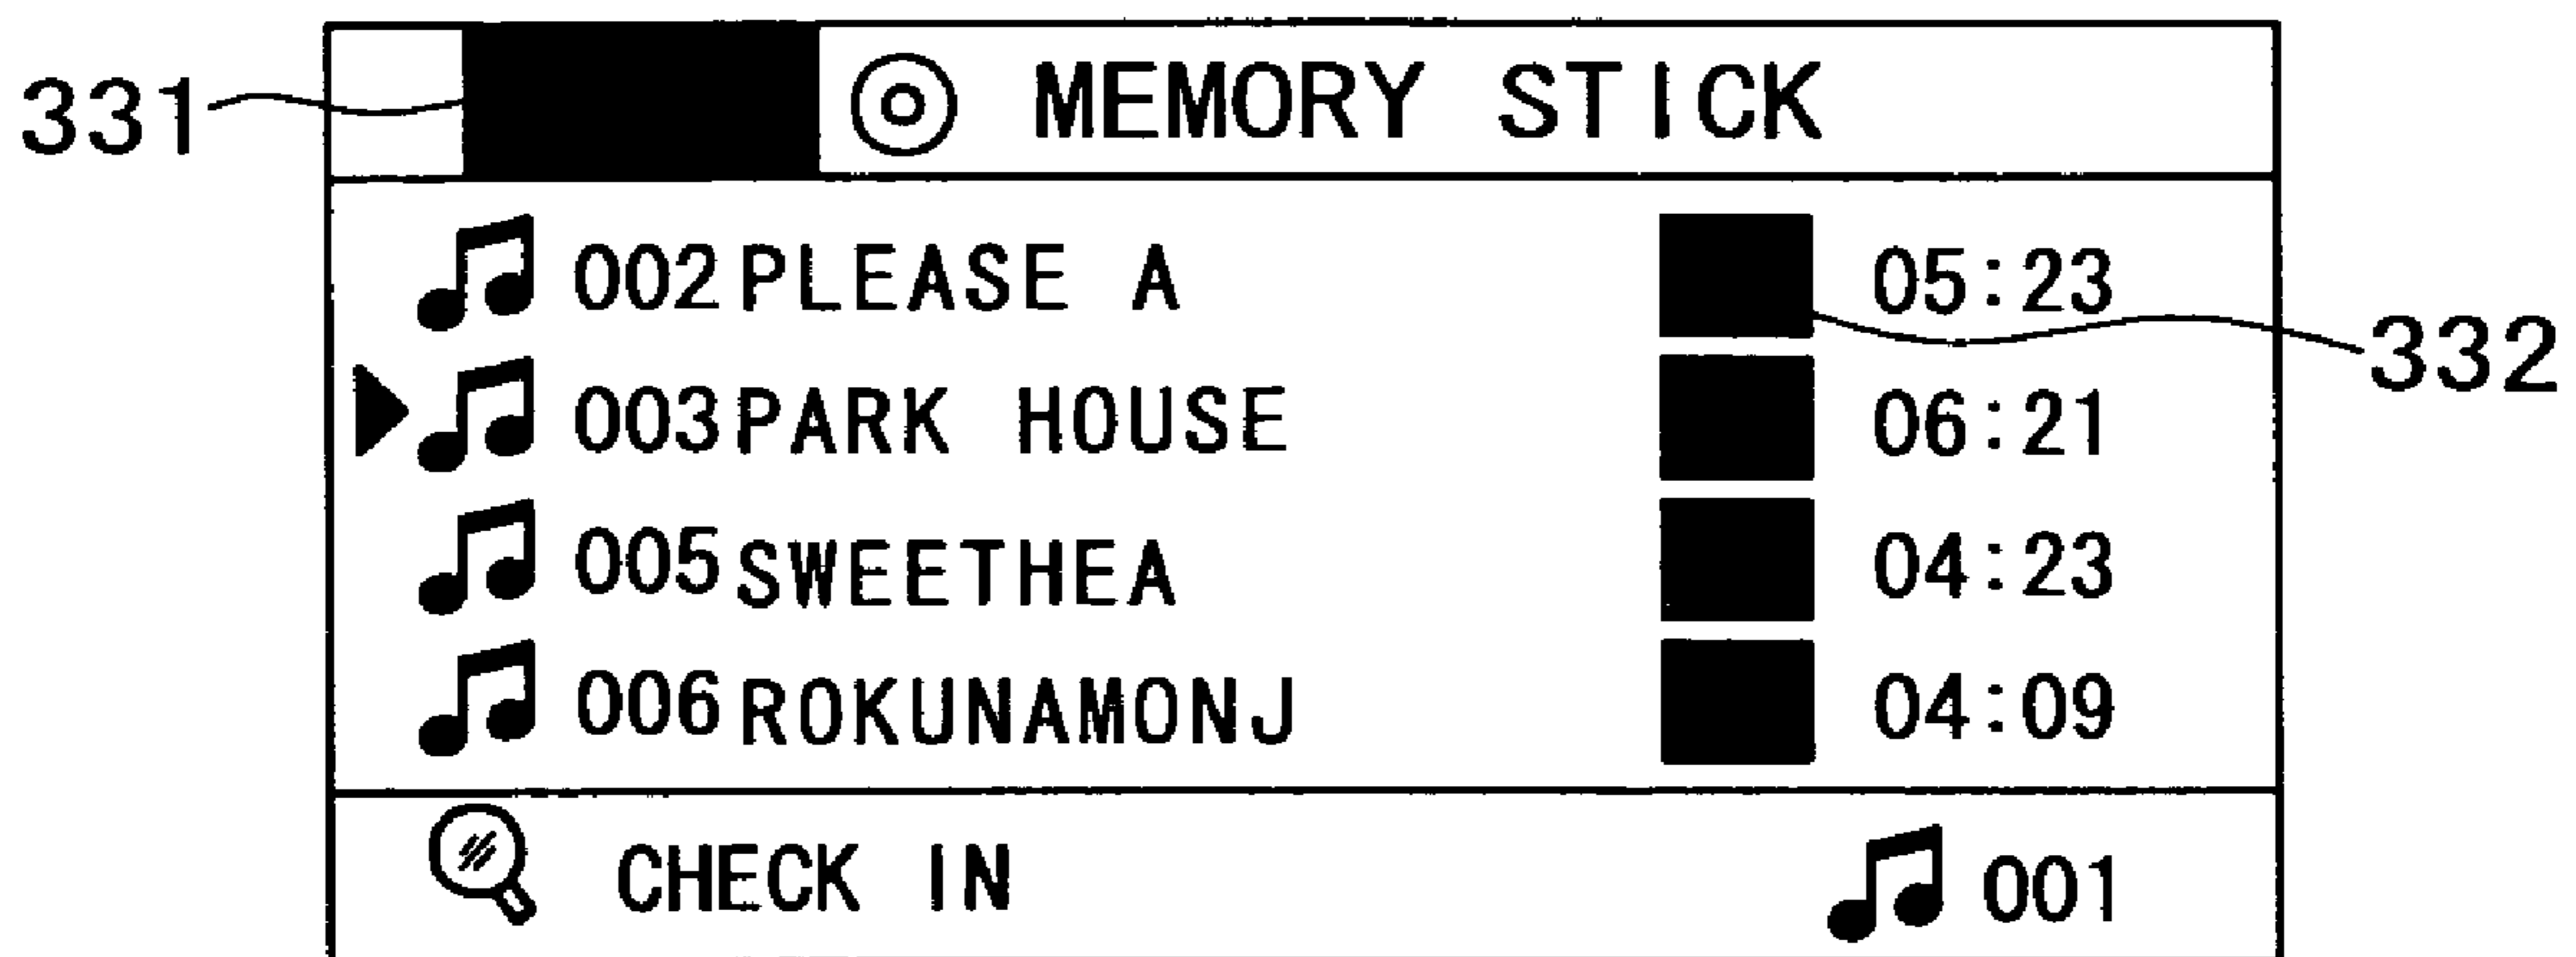 331 MEMORY STICK
002 PLEASE A 05:23
332
003 PARK HOUSE 06:21
005 SWEETHEA 04:23
006 ROKUNAMONJ 04:09
CHECK IN 001